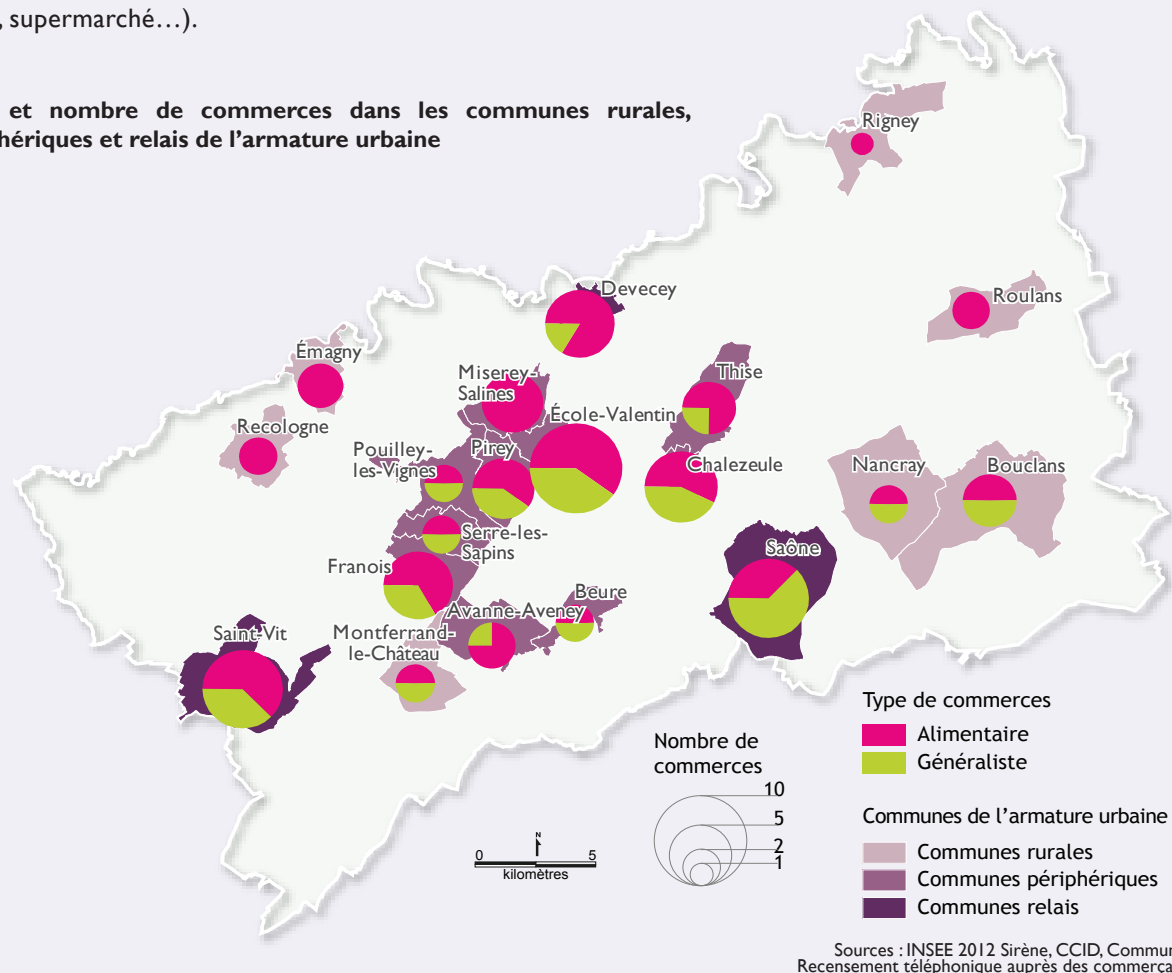 , supermarché…).
et nombre de commerces dans les communes rurales,
hériques et relais de l'armature urbaine
Rigney
Devecey
Roulans
Émagny
Miserey-
Salines
Thise
École-Valentin
Recologne
Pouilley-
les-Vignes
Pirey
Chalezeule
Nancray
Bouclans
Serre-les-
Sapins
Saône
Franois
Beure
Avanne-Aveney
Saint-Vit
Montferrand-
le-Château
Nombre de
commerces
10
5
2
1
N
0 5
kilomètres
Type de commerces
Alimentaire
Généraliste
Communes de l'armature urbaine
Communes rurales
Communes périphériques
Communes relais
Sources : INSEE 2012 Sirène, CCID, Commun
Recensement téléphonique auprès des commerça